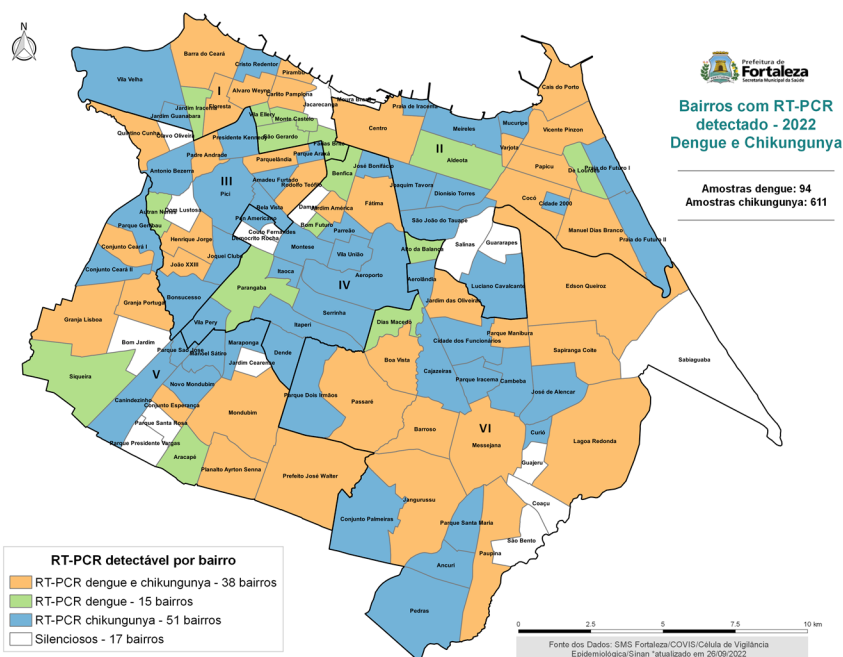 N
Prefeitura de
Fortaleza
Secretaria Municipal da Saúde
Bairros com RT-PCR
detectado - 2022
Dengue e Chikungunya
Amostras dengue: 94
Amostras chikungunya: 611
Barra do Ceará
Vila Velha
Cristo Redentor
Pirambu
I
Alvaro Weyne
Carlito Pamplona
Jardim Iracema
Floresta
Jacarecanga
Moura Brasil
Jardim Guanabara
Vila Ellery
Monte Castelo
Quintino Cunha
Olavo Oliveira
Presidente Kennedy
São Gerardo
Farias Brito
Centro
Praia de Iracema
Meireles
Mucuripe
Cais do Porto
Vicente Pinzon
Varjota
II
Aldeota
Papicu
De Lourdes
Praia do Futuro I
Padre Andrade
Parquelândia
Parque Araxá
Antonio Bezerra
III
Pici
Amadeu Furtado
Rodolfo Teófilo
Benfica
José Bonifácio
Joaquim Tavora
Dionísio Torres
Cocó
Cidade 2000
Autran Nunes
Dom Lustosa
Bela Vista
Damas
Jardim América
Fátima
São João do Tauape
Manuel Dias Branco
Praia do Futuro II
Parque Genibau
Pan Americano
Bom Futuro
Parreão
Couto Fernandes
Democrito Rocha
Henrique Jorge
Conjunto Ceará I
Montese
Vila União
Alto da Balança
Salinas
Guararapes
Joquei Clube
João XXIII
Conjunto Ceará II
Itaoca
Aeroporto
Aerolândia
Luciano Cavalcante
Edson Queiroz
Parangaba
IV
Bonsucesso
Granja Portugal
Granja Lisboa
Serrinha
Jardim das Oliveiras
Vila Pery
Itaperi
Dias Macedo
Parque Manibura
Cidade dos Funcionários
Bom Jardim
Parque São José
Manoel Sátiro
Maraponga
Dende
Jardim Cearense
Boa Vista
Sapiranga Coite
Sabiaguaba
Siqueira
V
Novo Mondubim
Cajazeiras
Parque Iracema
Cambeba
José de Alencar
Canindezinho
Conjunto Esperança
Parque Dois Irmãos
Passaré
Mondubim
Parque Santa Rosa
Barroso
VI
Messejana
Curió
Lagoa Redonda
Parque Presidente Vargas
Aracapé
Planalto Ayrton Senna
Prefeito José Walter
Guajeru
Jangurussu
Coaçu
Conjunto Palmeiras
Parque Santa Maria
São Bento
Paupina
Ancuri
Pedras
RT-PCR detectável por bairro
RT-PCR dengue e chikungunya - 38 bairros
RT-PCR dengue - 15 bairros
RT-PCR chikungunya - 51 bairros
Silenciosos - 17 bairros
0 2.5 5 7.5 10 km
Fonte dos Dados: SMS Fortaleza/COVIS/Célula de Vigilância
Epidemiológica/Sinan *atualizado em 26/09/2022